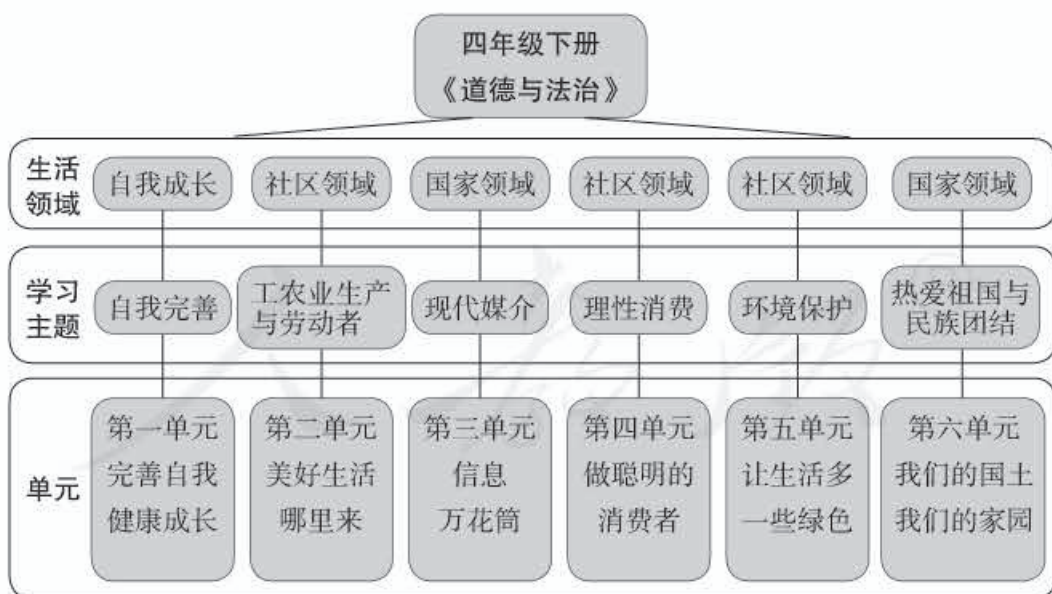 四年级下册
《道德与法治》
生活
领域
自我成长
社区领域
国家领域
社区领域
社区领域
国家领域
学习
主题
自我完善
工农业生产
与劳动者
现代媒介
理性消费
环境保护
热爱祖国与
民族团结
单元
第一单元
完善自我
健康成长
第二单元
美好生活
哪里来
第三单元
信息
万花筒
第四单元
做聪明的
消费者
第五单元
让生活多
一些绿色
第六单元
我们的国土
我们的家园